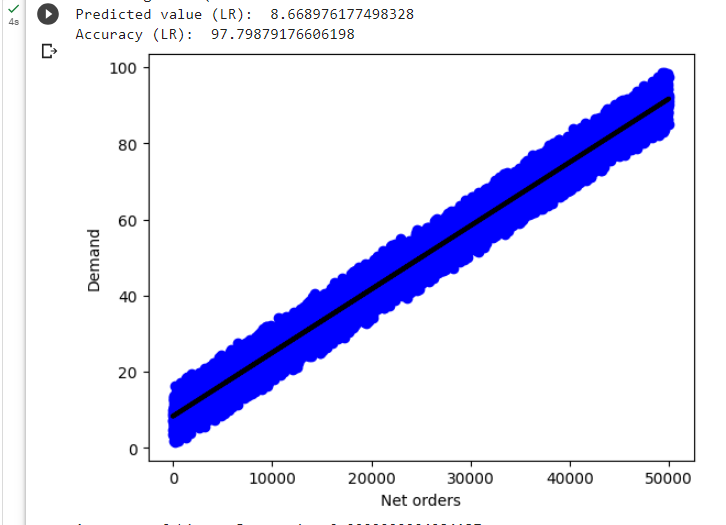 Predicted value (LR): 8.668976177498328
4s
Accuracy (LR): 97.79879176606198
100
80
60
40
20
0
Demand
0 10000 20000 30000 40000 50000
Net orders